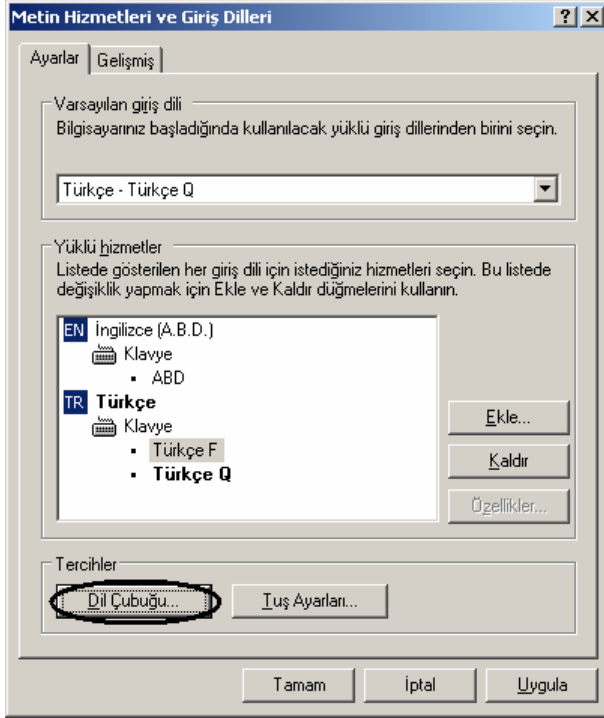 Metin Hizmetleri ve Giriş Dilleri
Ayarlar Gelişmiş
Varsayılan giriş dili
Bilgisayarınız başladığında kullanılacak yüklü giriş dillerinden birini seçin.
Türkçe - Türkçe Q
Yüklü hizmetler
Listede gösterilen her giriş dili için istediğiniz hizmetleri seçin. Bu listede
değişiklik yapmak için Ekle ve Kaldır düğmelerini kullanın.
EN İngilizce (A.B.D.)
Klavye
• ABD
TR Türkçe
Klavye
• Türkçe F
• Türkçe Q
Ekle...
Kaldır
Özellikler...
Tercihler
Dil Çubuğu... Tuş Ayarları...
Tamam İptal Uygula